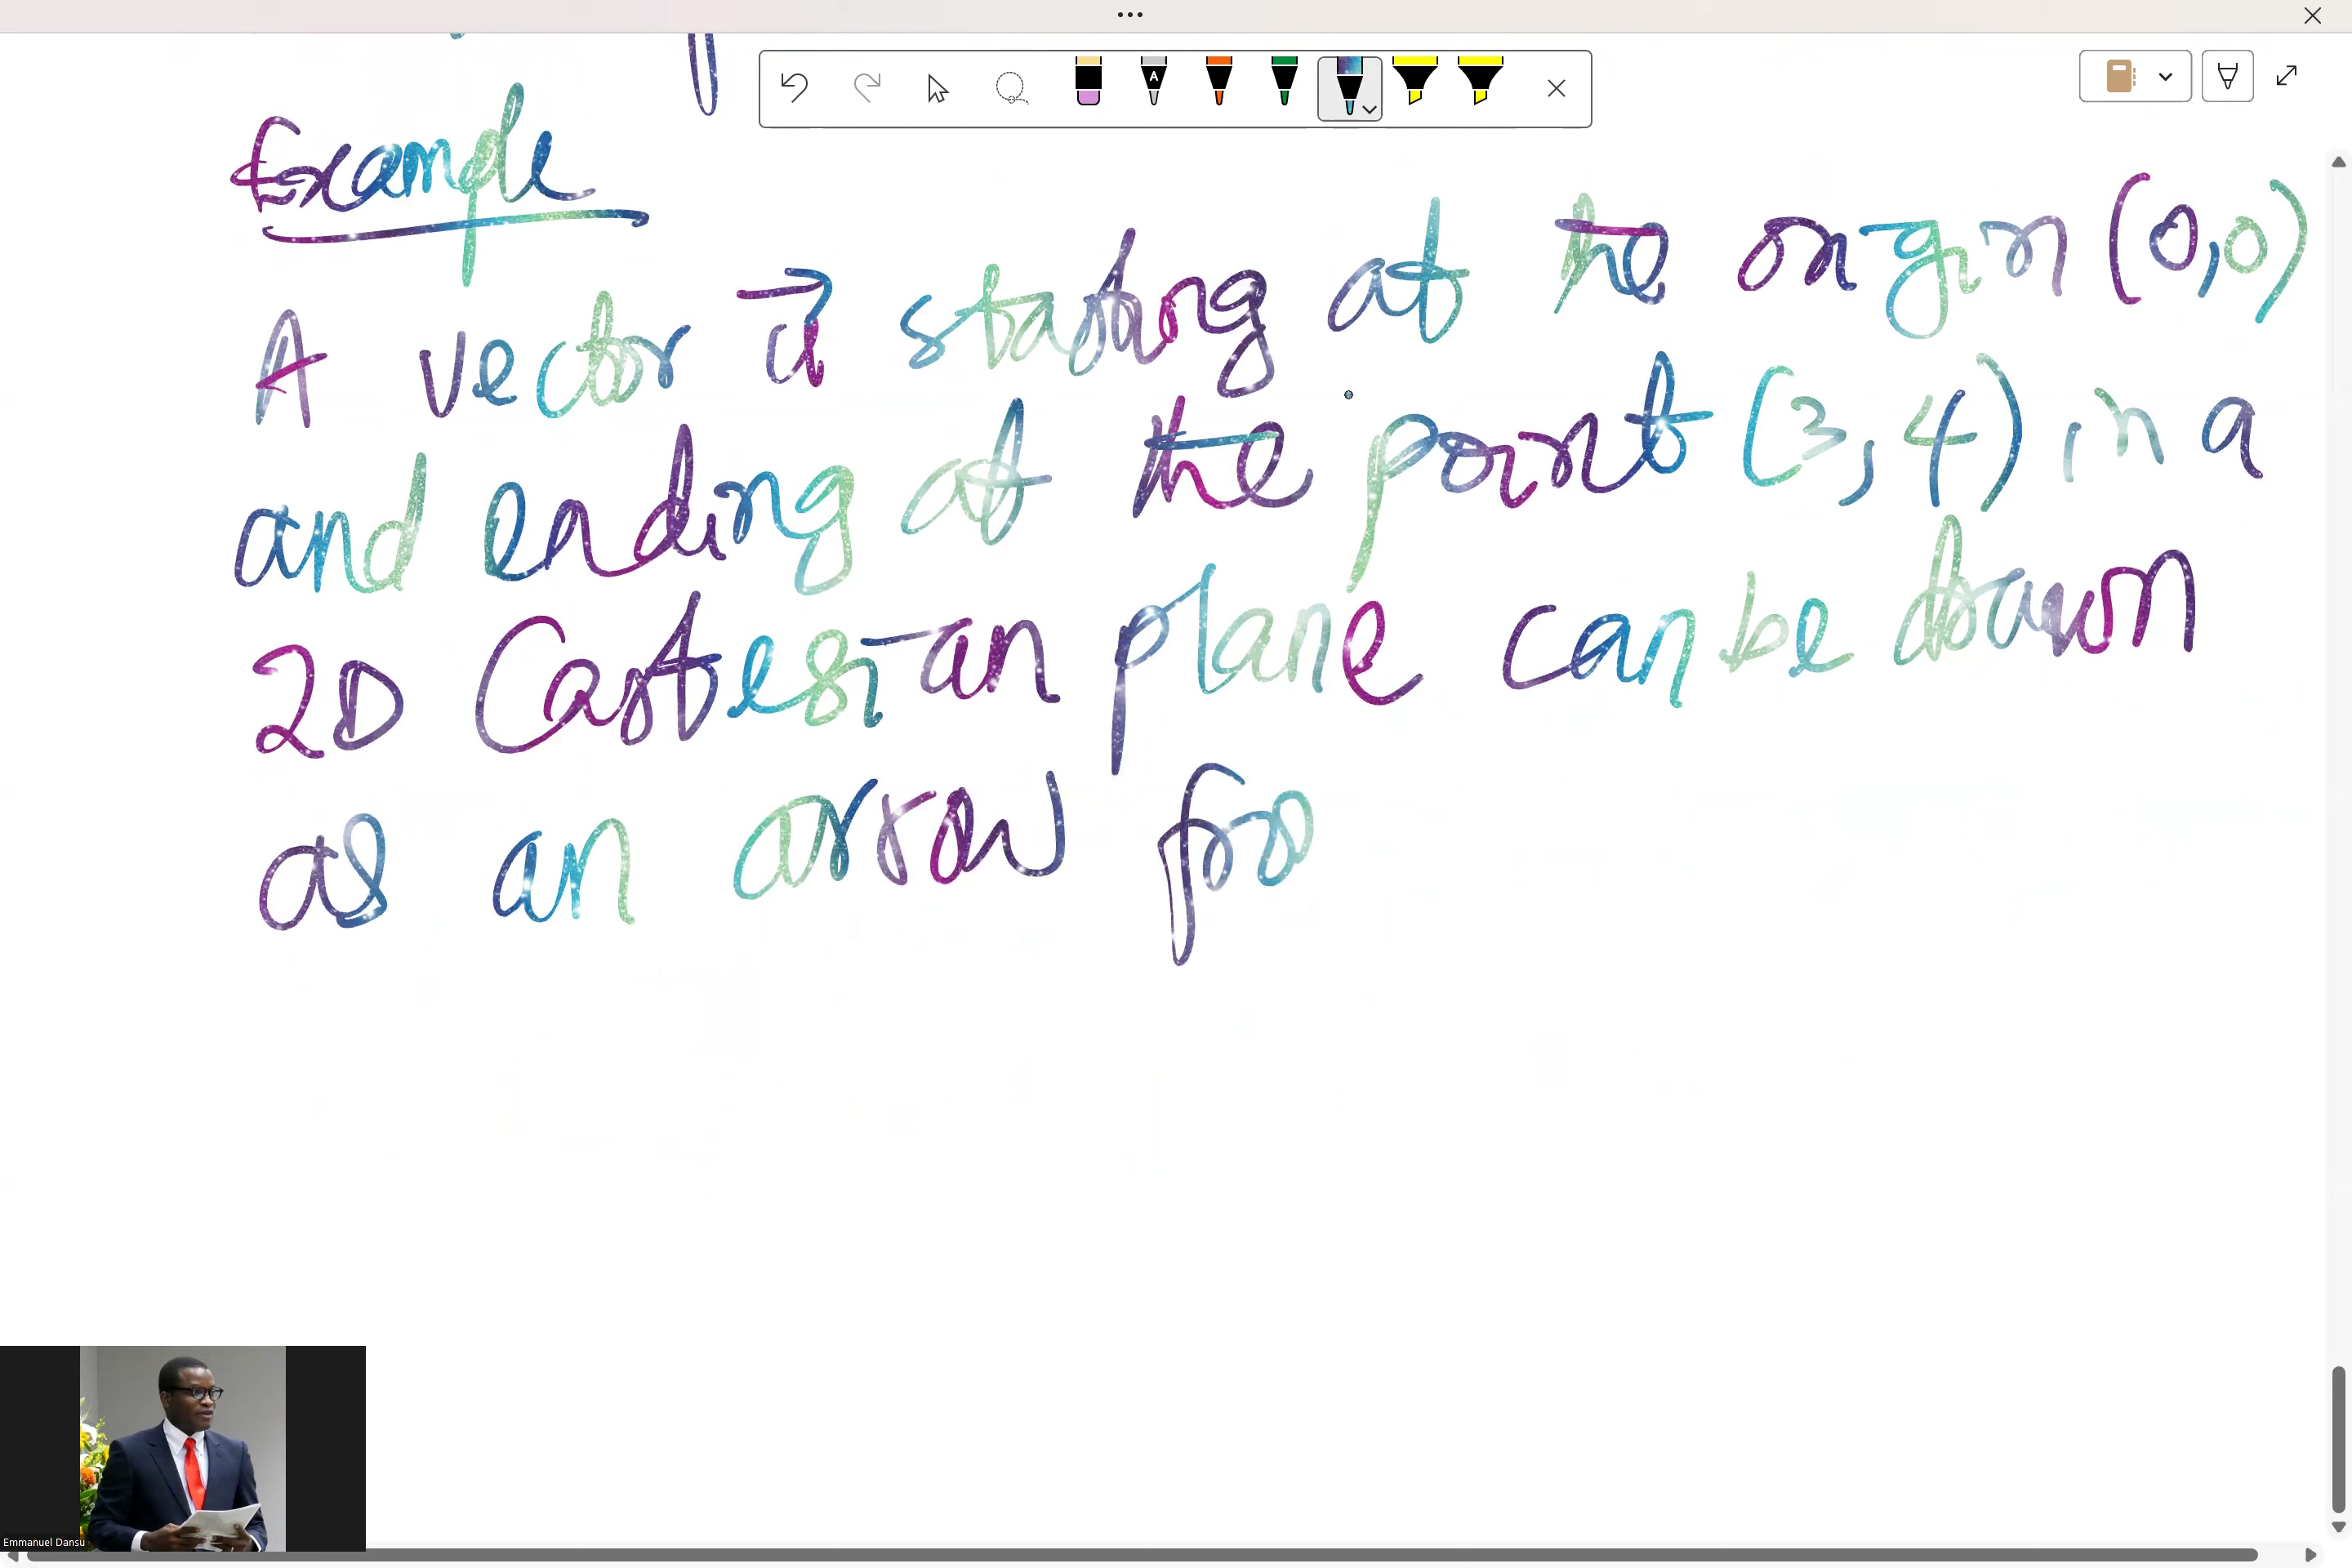 Example
A vector a⃗ starting at the origin (0,0)
and ending at the point (3,4) in a
2D Cartesian plane can be drawn
as an arrow fro
Emmanuel Dansu